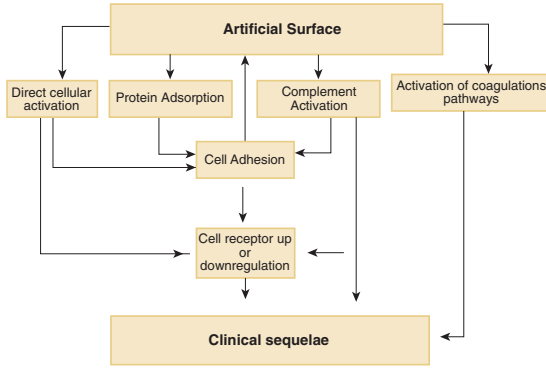 Artificial Surface
Direct cellular
activation
Protein Adsorption
Complement
Activation
Activation of coagulations
pathways
Cell Adhesion
Cell receptor up
or
downregulation
Clinical sequelae